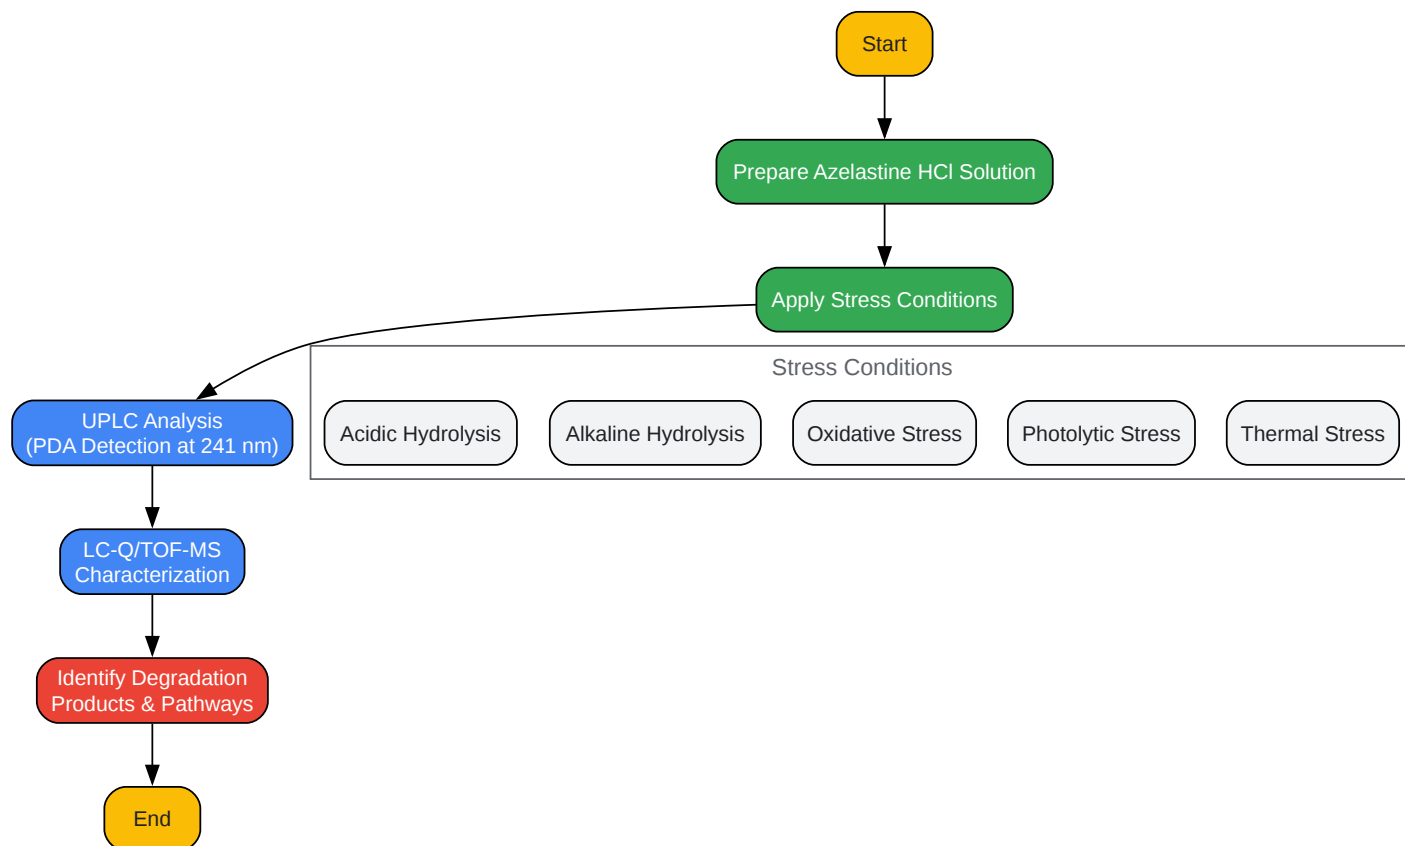 Start
Prepare Azelastine HCl Solution
Apply Stress Conditions
Stress Conditions
UPLC Analysis
(PDA Detection at 241 nm)
Acidic Hydrolysis
Alkaline Hydrolysis
Oxidative Stress
Photolytic Stress
Thermal Stress
LC-Q/TOF-MS
Characterization
Identify Degradation
Products & Pathways
End